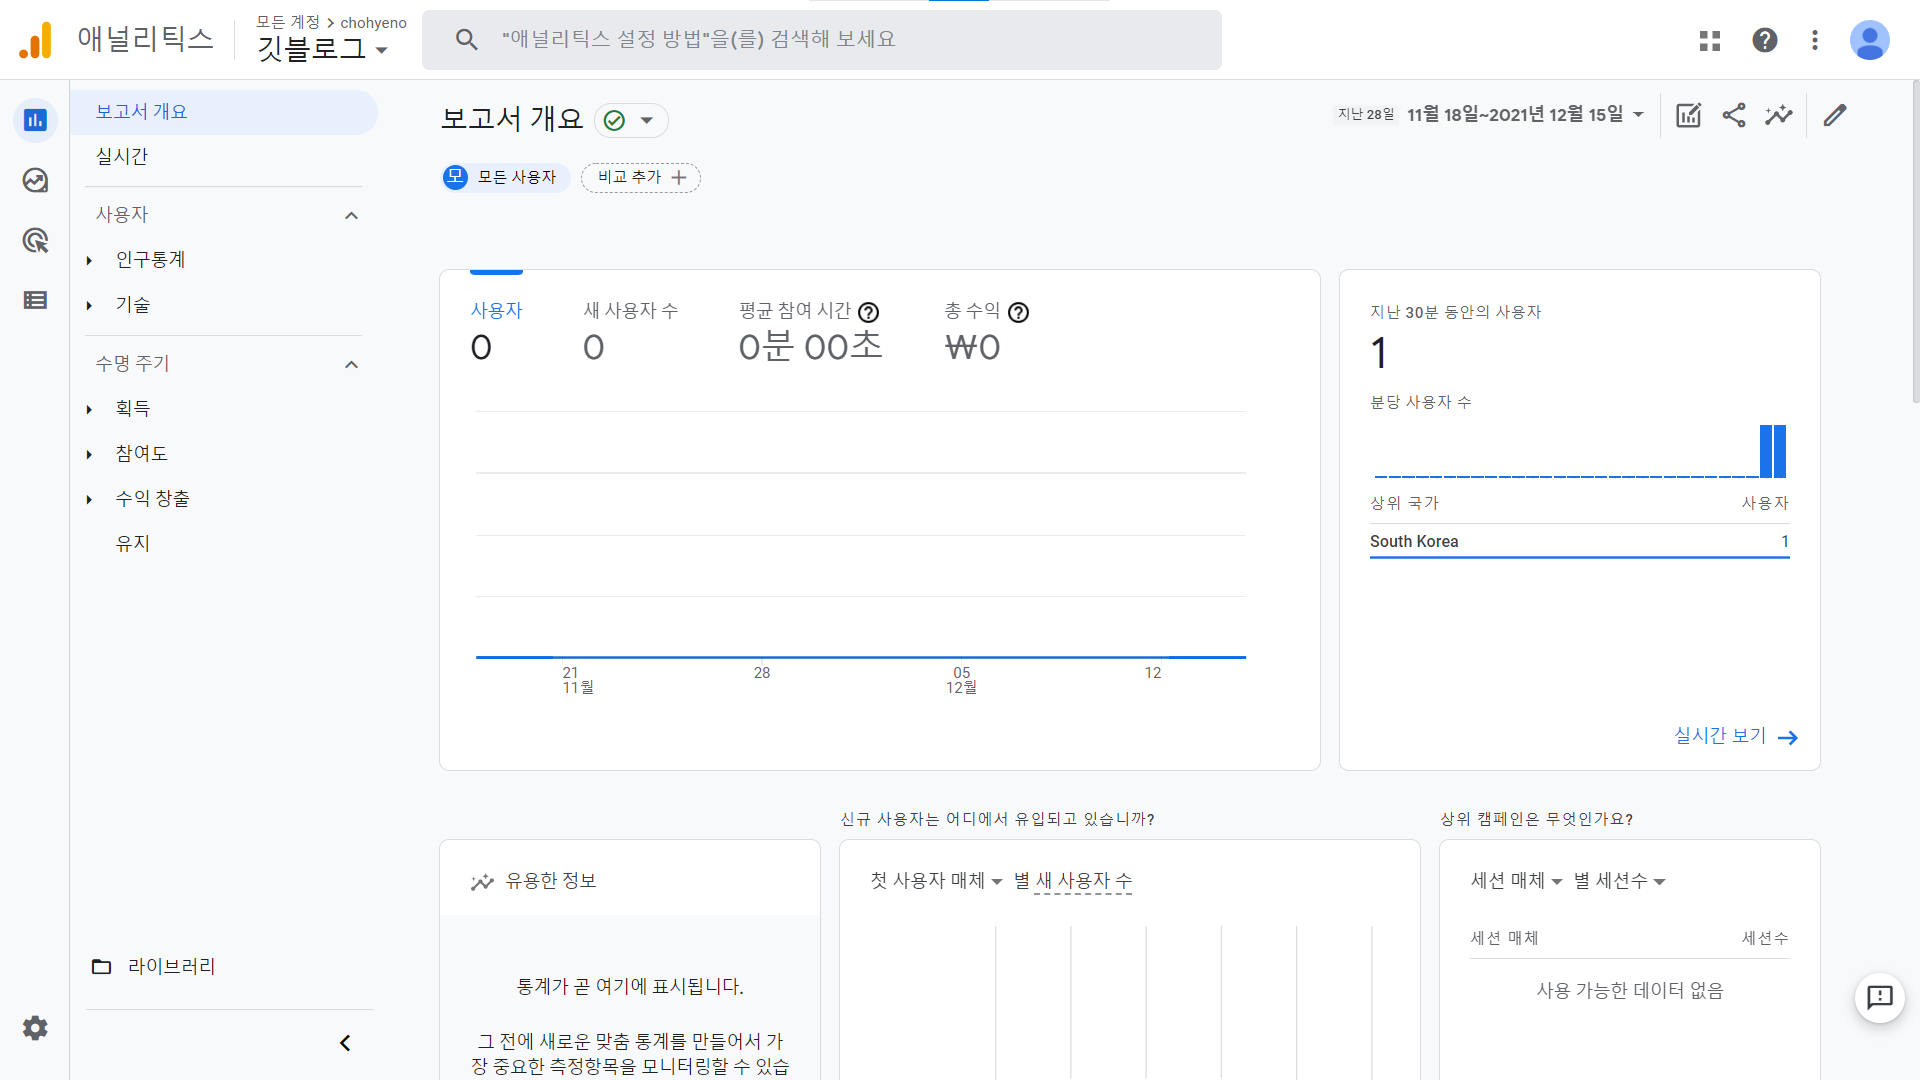 애널리틱스
모든 계정 > chohyeno
깃블로그
"애널리틱스 설정 방법"을(를) 검색해 보세요
보고서 개요
실시간
사용자
인구통계
기술
수명 주기
획득
참여도
수익 창출
유지
라이브러리
보고서 개요
지난 28일 11월 18일~2021년 12월 15일
모 모든 사용자
비교 추가
사용자
0
새 사용자 수
0
평균 참여 시간
0분 00초
총 수익
₩0
21
11월
28
05
12월
12
지난 30분 동안의 사용자
1
분당 사용자 수
상위 국가 사용자
South Korea 1
실시간 보기
유용한 정보
통계가 곧 여기에 표시됩니다.
그 전에 새로운 맞춤 통계를 만들어서 가
장 중요한 측정항목을 모니터링할 수 있습
신규 사용자는 어디에서 유입되고 있습니까?
첫 사용자 매체 별 새 사용자 수
상위 캠페인은 무엇인가요?
세션 매체 별 세션수
세션 매체 세션수
사용 가능한 데이터 없음